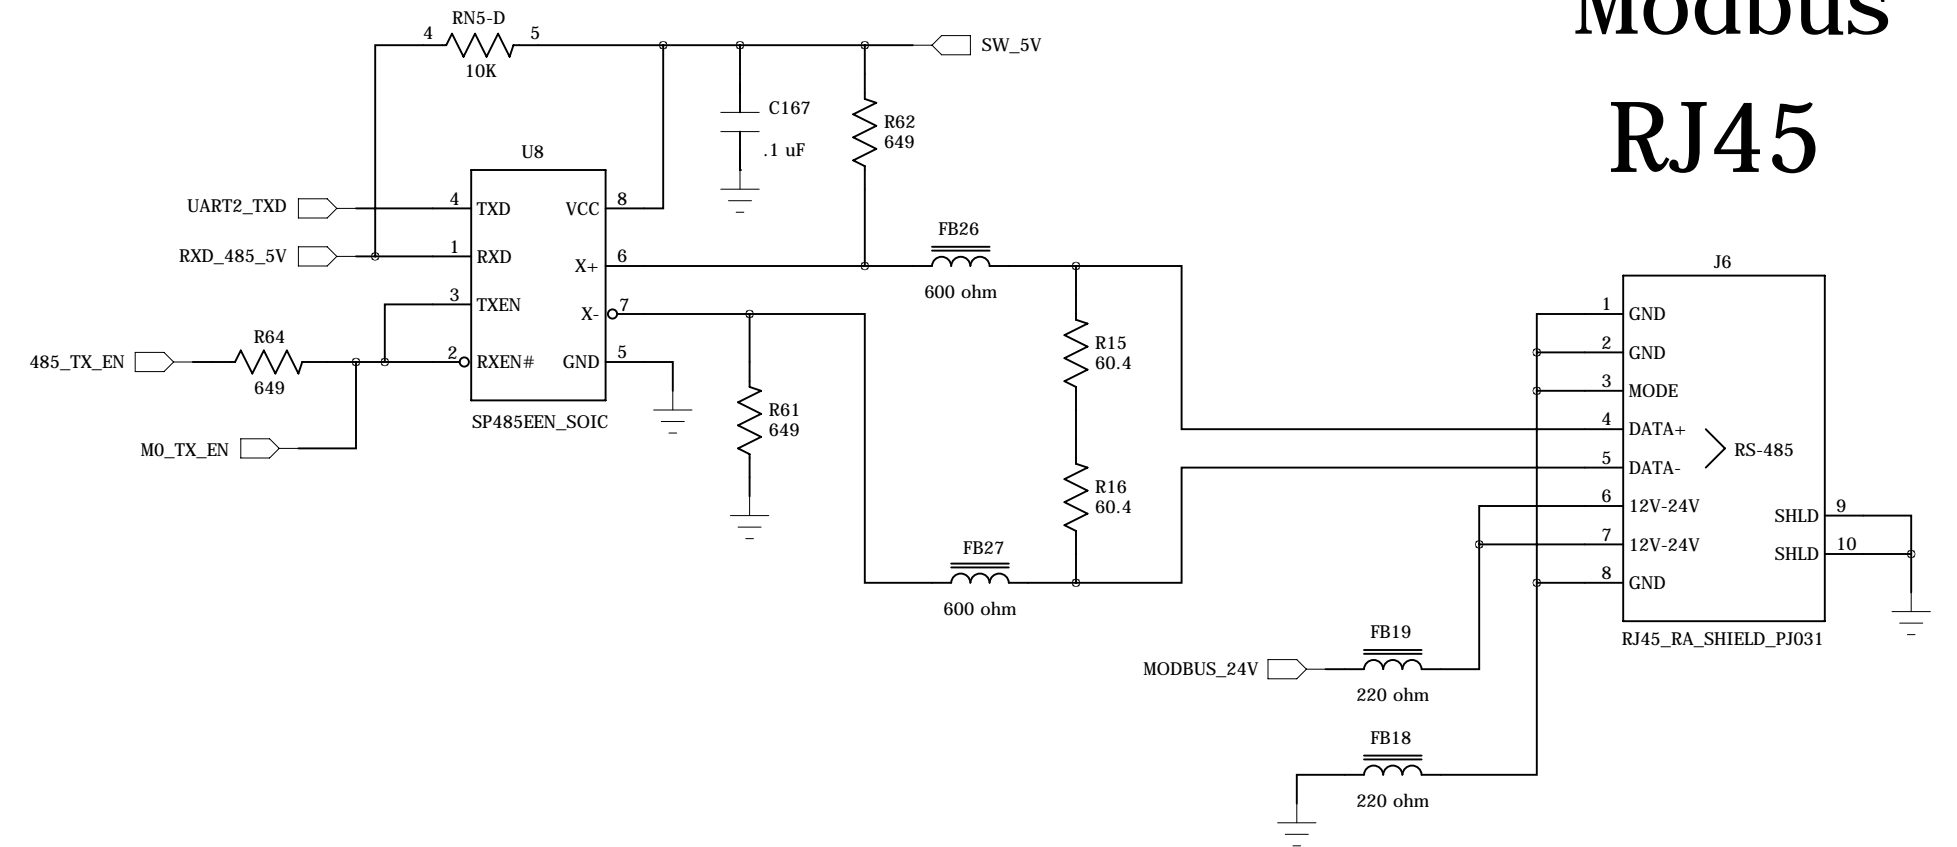 Modbus
RJ45
RN5-D
4
5
10K
SW_5V
C167
.1 uF
R62
649
U8
UART2_TXD
4
TXD
VCC
8
RXD_485_5V
1
RXD
X+
6
3
TXEN
X-
7
485_TX_EN
R64
649
2
RXEN#
GND
5
SP485EEN_SOIC
M0_TX_EN
R61
649
FB26
600 ohm
R15
60.4
R16
60.4
FB27
600 ohm
J6
1
GND
2
GND
3
MODE
4
DATA+
5
DATA-
RS-485
6
12V-24V
7
12V-24V
8
GND
SHLD
9
SHLD
10
RJ45_RA_SHIELD_PJ031
MODBUS_24V
FB19
220 ohm
FB18
220 ohm